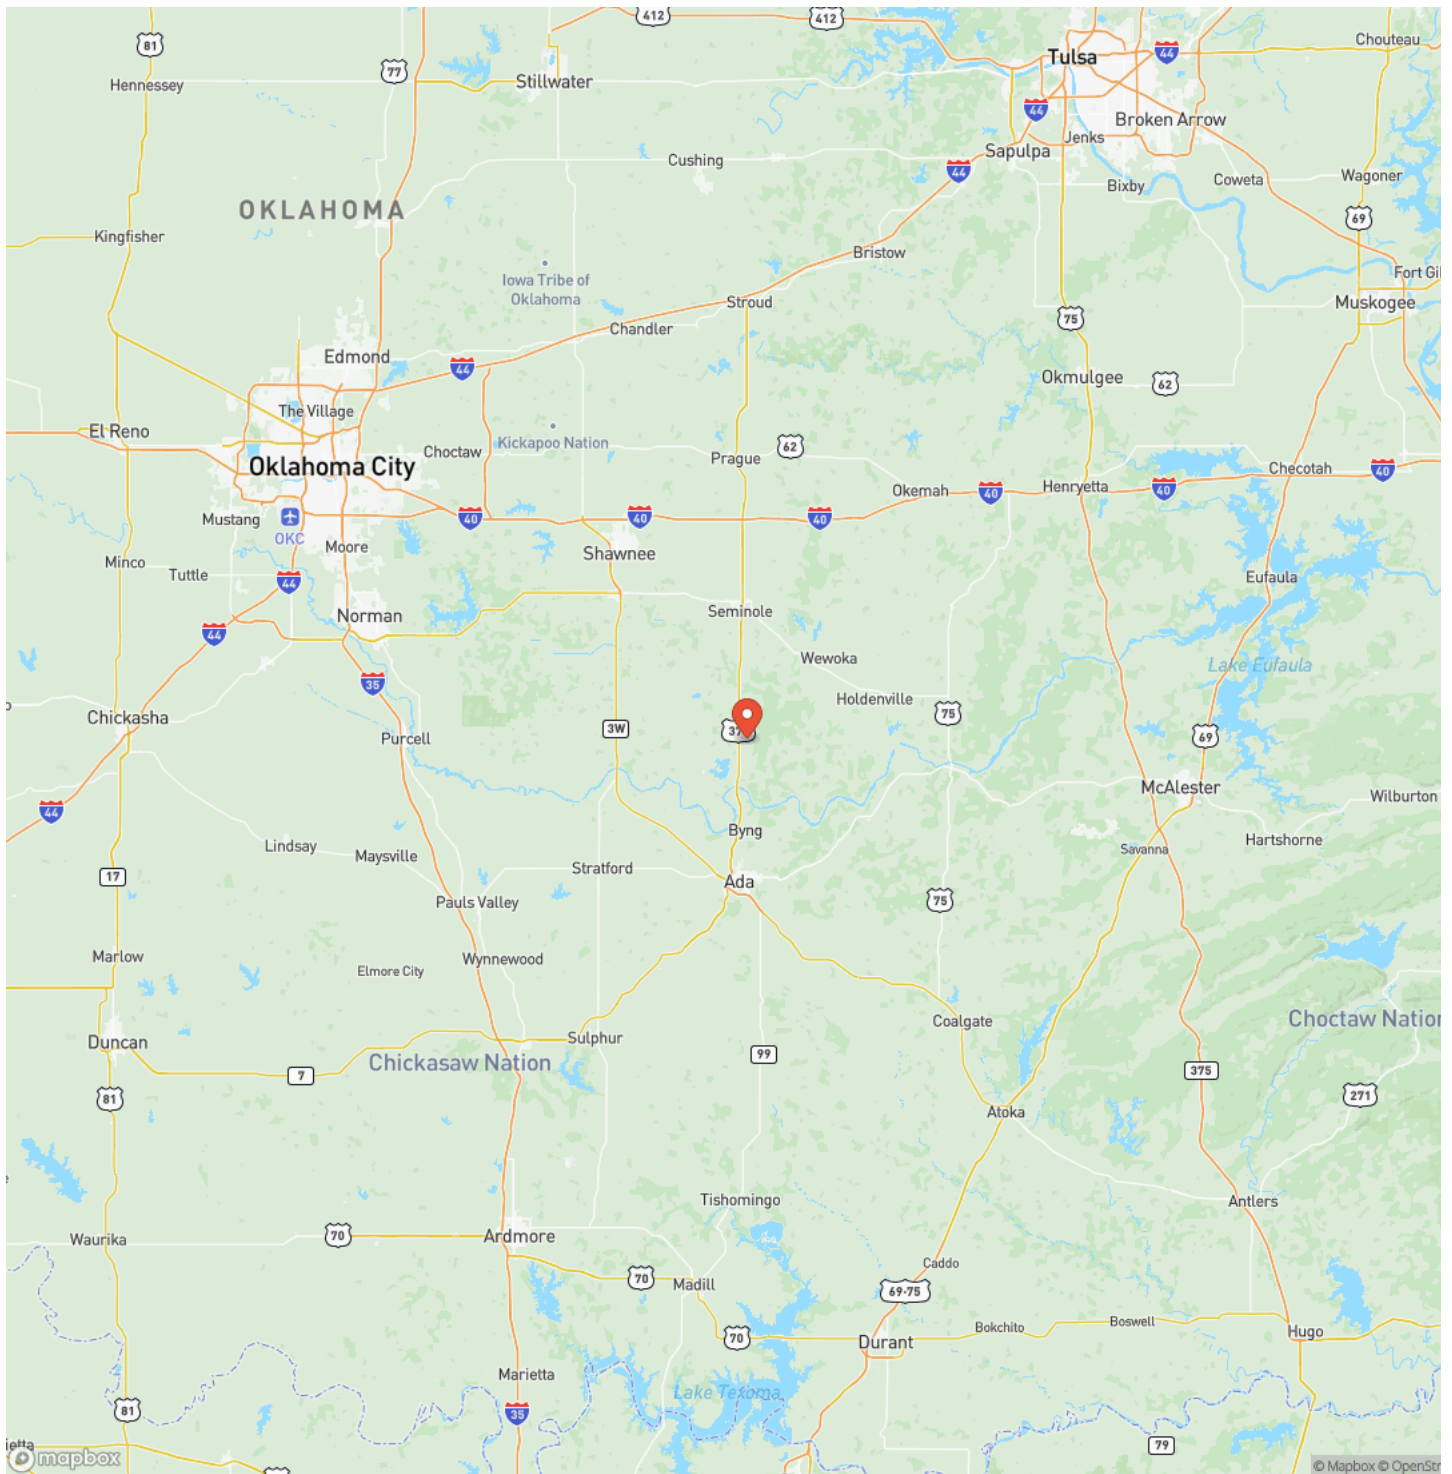 412
412
81
Chouteau
44
Tulsa
77
Stillwater
Hennessey
44
Broken Arrow
Jenks
Sapulpa
Cushing
44
Wagoner
Coweta
Bixby
OKLAHOMA
69
Kingfisher
Bristow
Iowa Tribe of
Oklahoma
Fort Gi
Stroud
Muskogee
75
Chandler
Edmond
44
Okmulgee
62
The Village
El Reno
Kickapoo Nation
62
Choctaw
Prague
Oklahoma City
Checotah
40
Okemah
40
Henryetta
40
Mustang
40
40
40
OKC
Moore
Shawnee
Minco
Tuttle
44
Eufaula
Norman
Seminole
44
Wewoka
Lake Eufaula
35
Holdenville
75
Chickasha
3W
37
69
Purcell
McAlester
Wilburton
44
Byng
Hartshorne
Lindsay
Maysville
Savanna
Stratford
17
Ada
75
Pauls Valley
Marlow
Wynnewood
Elmore City
Choctaw Nation
Coalgate
Sulphur
Duncan
99
Chickasaw Nation
7
375
81
271
Atoka
Tishomingo
Antlers
70
Ardmore
Waurika
Caddo
70
Madill
69-75
Boswell
Bokchito
Hugo
70
Durant
Marietta
Lake Texoma
81
35
79
ietta
mapbox
© Mapbox © OpenStr